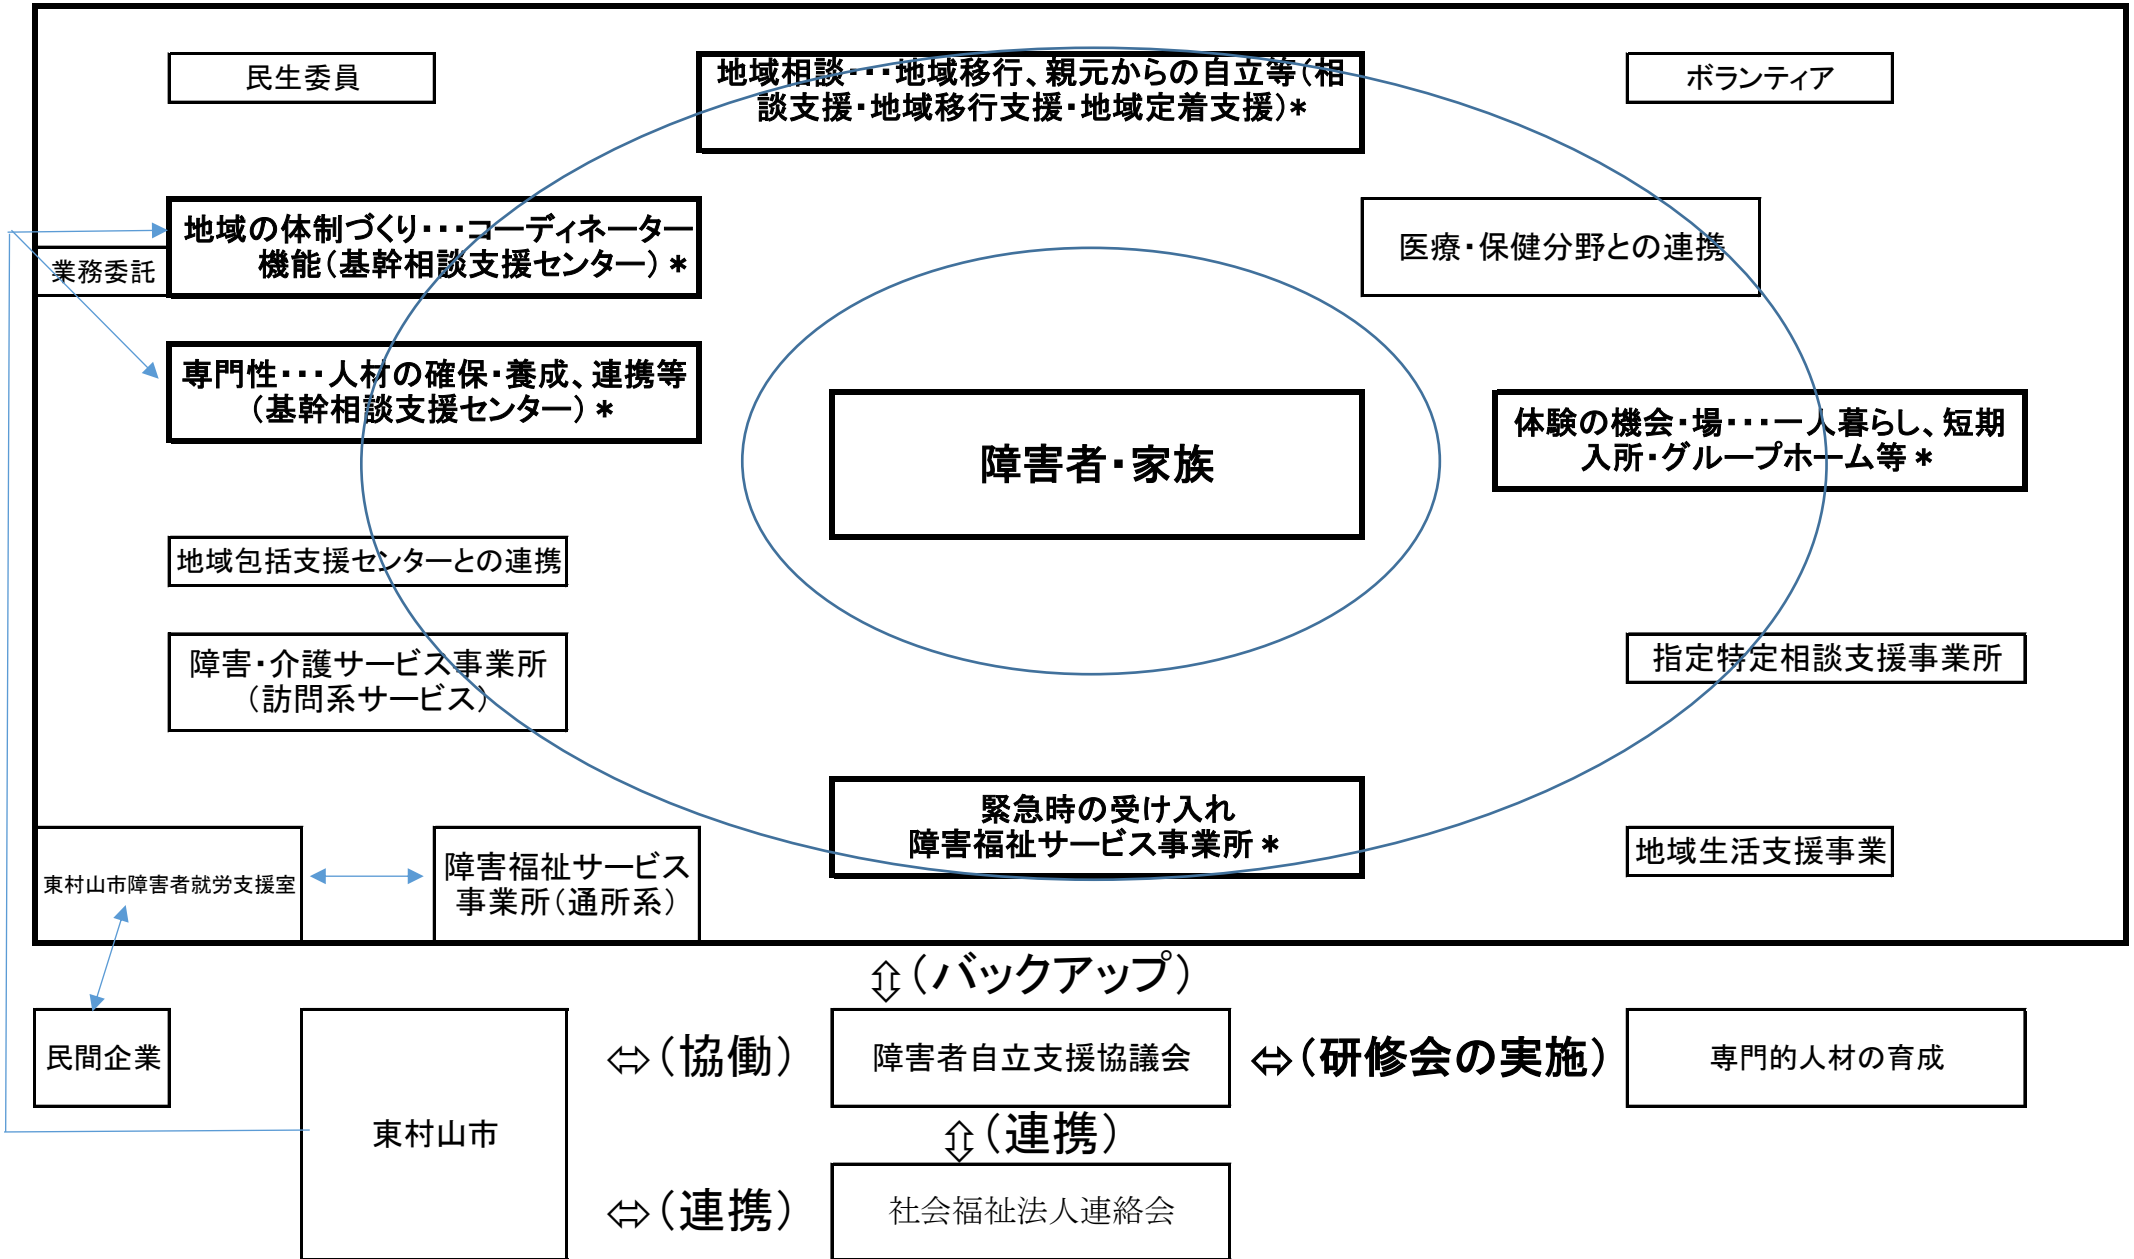 民生委員
地域相談・・・地域移行、親元からの自立等（相
談支援・地域移行支援・地域定着支援）＊
ボランティア
地域の体制づくり・・・コーディネーター
機能（基幹相談支援センター）＊
業務委託
医療・保健分野との連携
専門性・・・人材の確保・養成、連携等
（基幹相談支援センター）＊
障害者・家族
体験の機会・場・・・一人暮らし、短期
入所・グループホーム等＊
地域包括支援センターとの連携
障害・介護サービス事業所
（訪問系サービス）
指定特定相談支援事業所
緊急時の受け入れ
障害福祉サービス事業所＊
東村山市障害者就労支援室
障害福祉サービス
事業所（通所系）
地域生活支援事業
⇕（バックアップ）
民間企業
東村山市
⇔（協働）
障害者自立支援協議会
⇔（研修会の実施）
専門的人材の育成
⇕（連携）
⇔（連携）
社会福祉法人連絡会